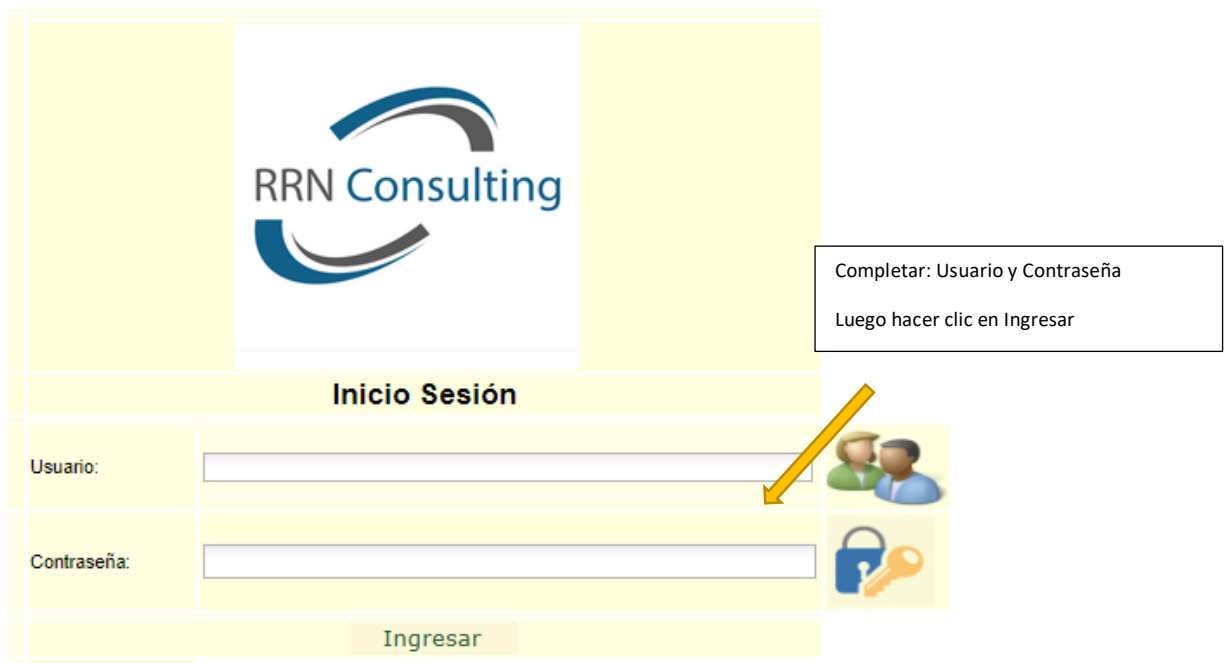 RRN Consulting
Completar: Usuario y Contraseña
Luego hacer clic en Ingresar
Inicio Sesión
Usuario:
Contraseña:
Ingresar